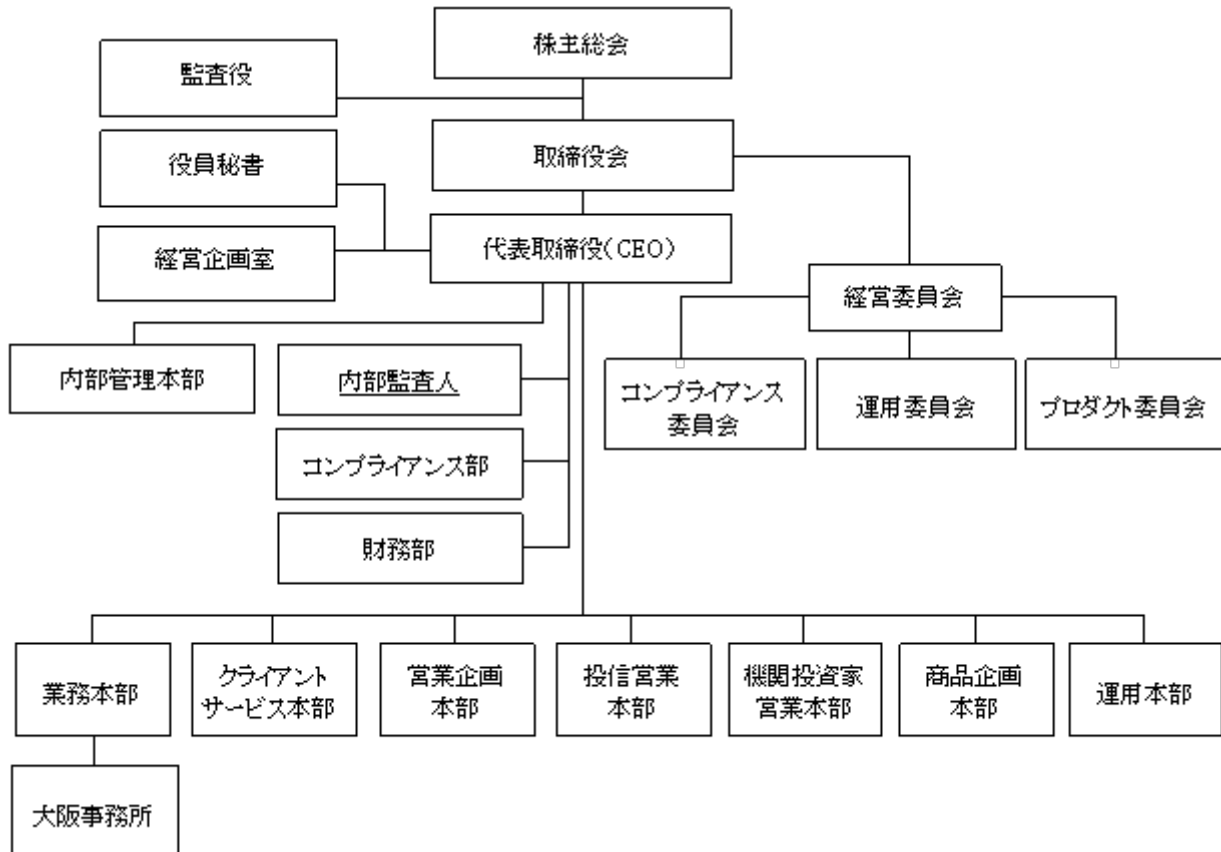 株主総会
監査役
取締役会
役員秘書
代表取締役(CEO)
経営企画室
経営委員会
内部管理本部
内部監査人
コンプライアンス
委員会
運用委員会
プロダクト委員会
コンプライアンス部
財務部
業務本部
クライアント
サービス本部
営業企画
本部
投信営業
本部
機関投資家
営業本部
商品企画
本部
運用本部
大阪事務所